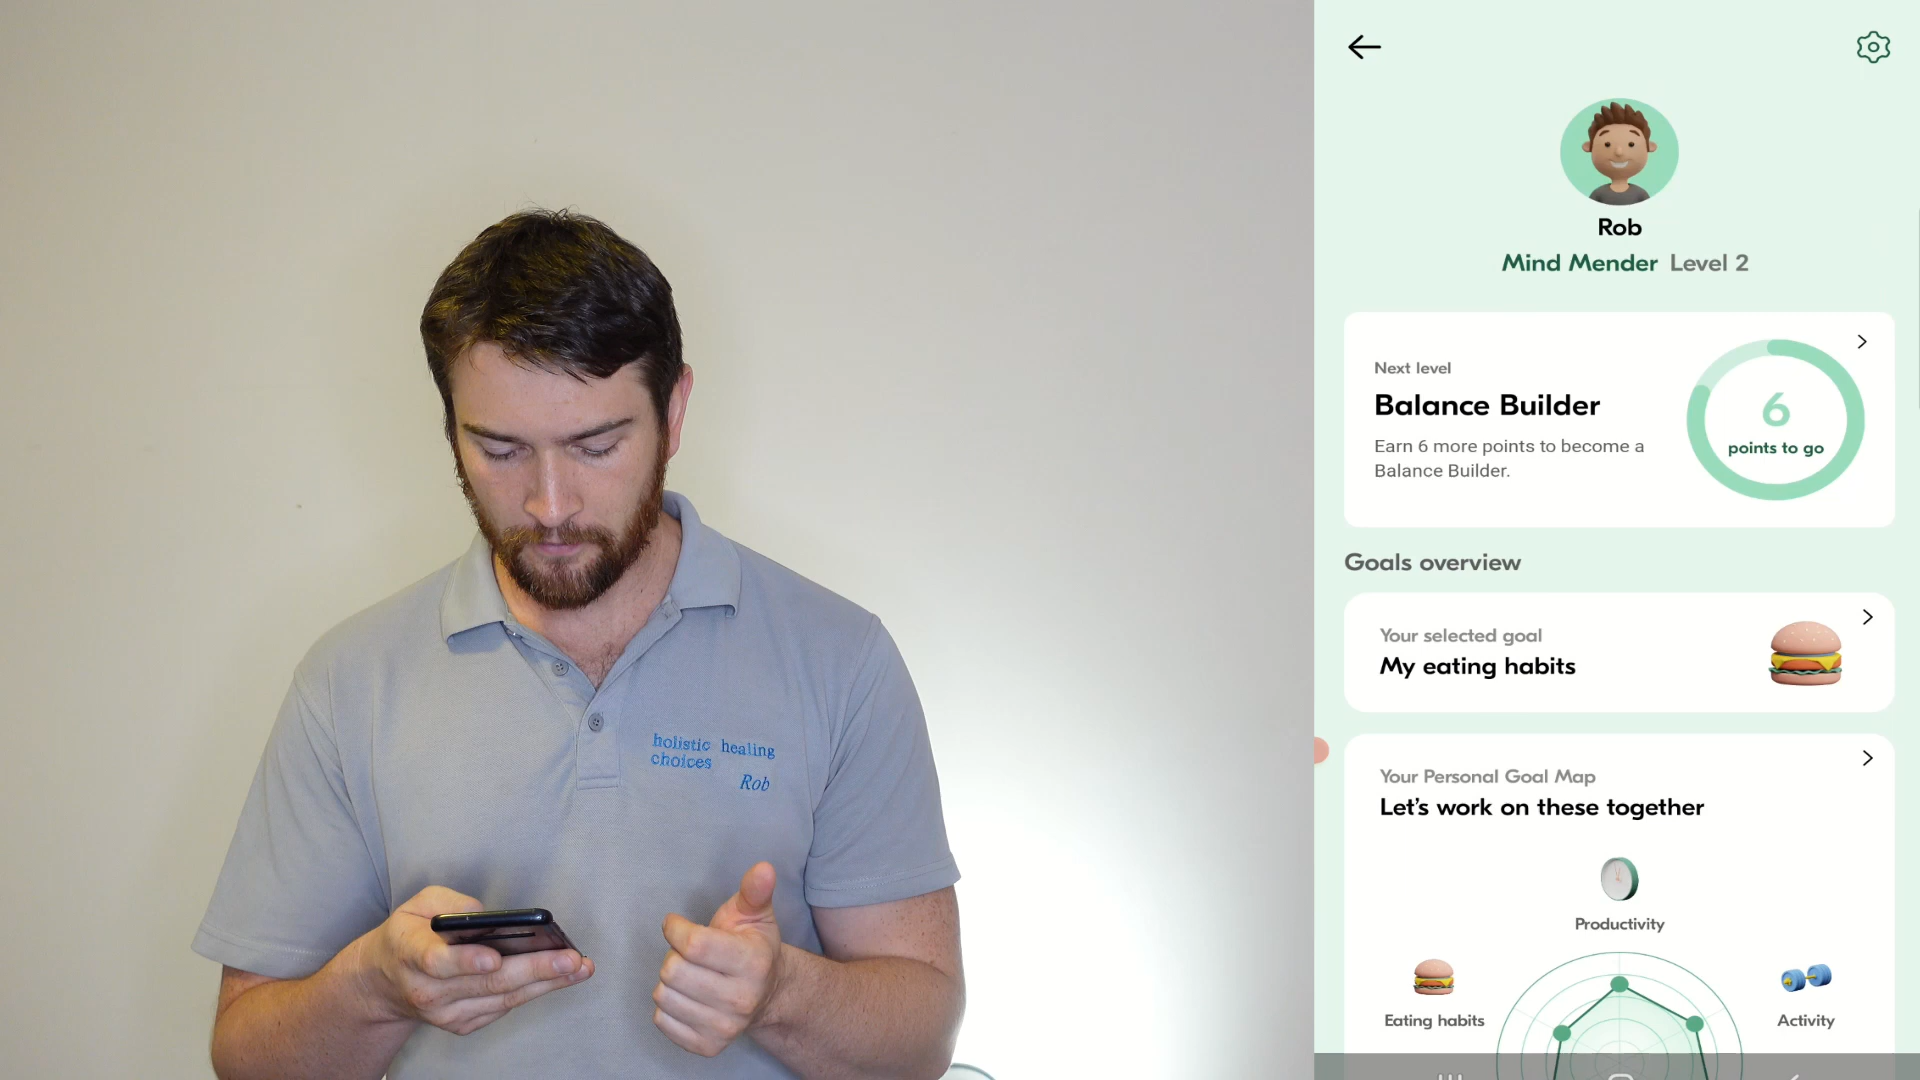 holistic healing
choices
Rob
Rob
Mind Mender Level 2
Next level
Balance Builder
Earn 6 more points to become a
Balance Builder.
6
points to go
Goals overview
Your selected goal
My eating habits
Your Personal Goal Map
Let's work on these together
Productivity
Eating habits
Activity